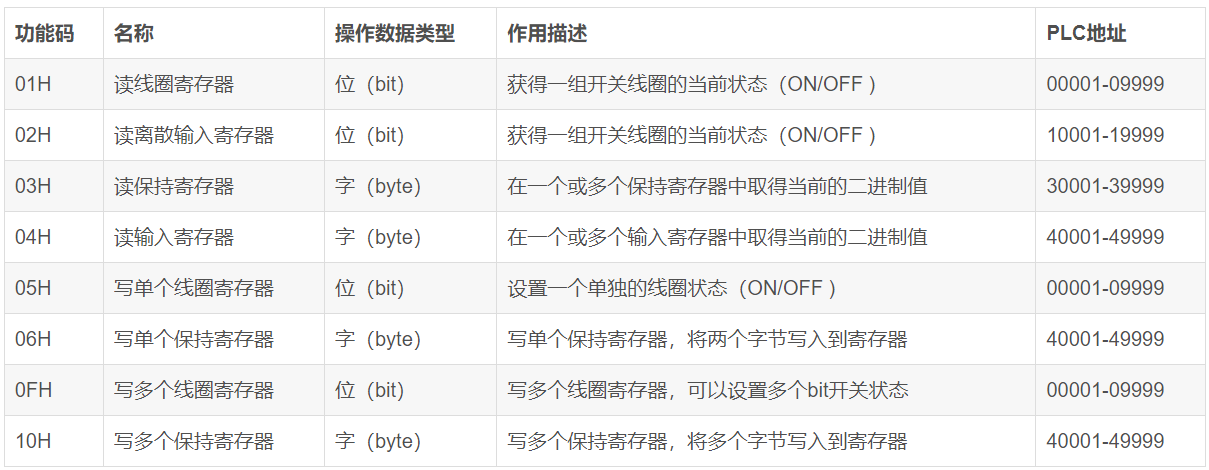 功能码 名称 操作数据类型 作用描述 PLC地址
01H 读线圈寄存器 位（bit） 获得一组开关线圈的当前状态（ON/OFF ） 00001-09999
02H 读离散输入寄存器 位（bit） 获得一组开关线圈的当前状态（ON/OFF ） 10001-19999
03H 读保持寄存器 字（byte） 在一个或多个保持寄存器中取得当前的二进制值 30001-39999
04H 读输入寄存器 字（byte） 在一个或多个输入寄存器中取得当前的二进制值 40001-49999
05H 写单个线圈寄存器 位（bit） 设置一个单独的线圈状态（ON/OFF ） 00001-09999
06H 写单个保持寄存器 字（byte） 写单个保持寄存器，将两个字节写入到寄存器 40001-49999
0FH 写多个线圈寄存器 位（bit） 写多个线圈寄存器，可以设置多个bit开关状态 00001-09999
10H 写多个保持寄存器 字（byte） 写多个保持寄存器，将多个字节写入到寄存器 40001-49999